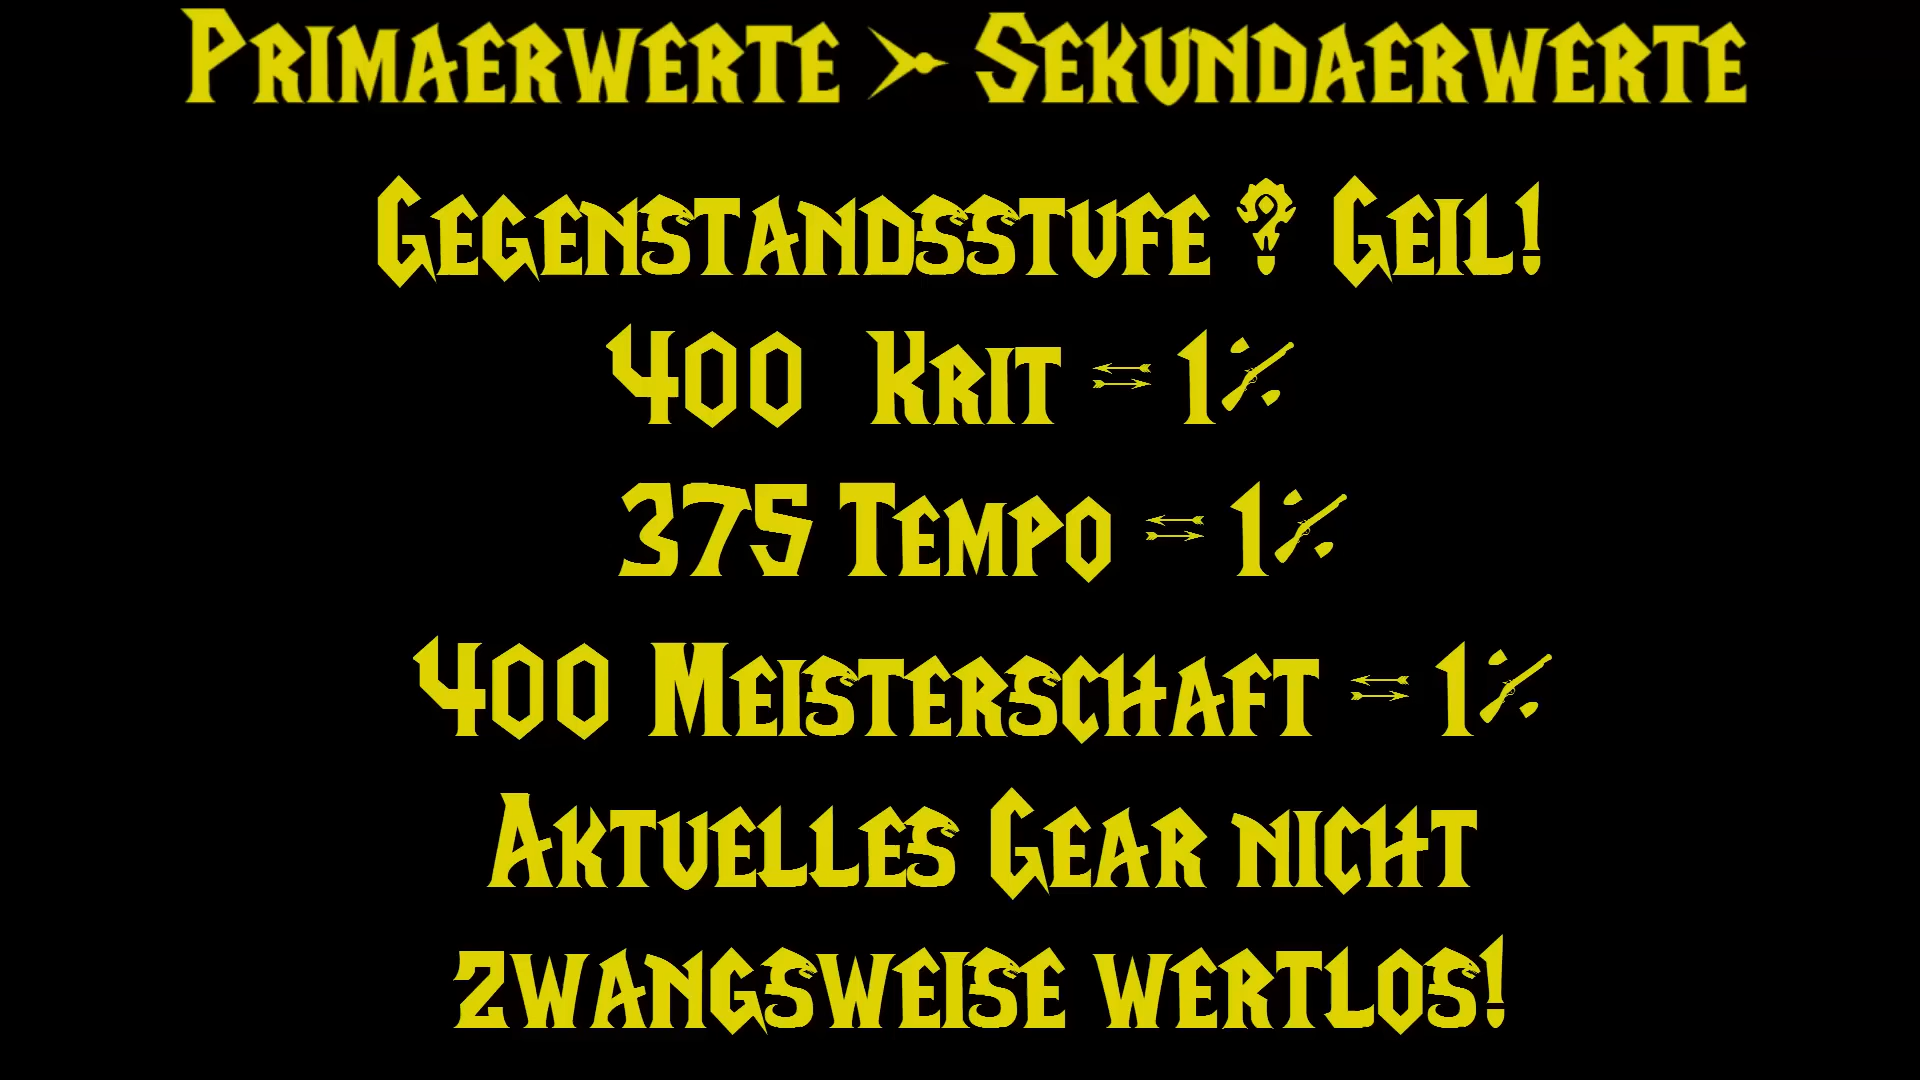 Primaerwerte > Sekundaerwerte
Gegenstandsstufe ? Geil!
400 Krit = 1%
375 Tempo = 1%
400 Meisterschaft = 1%
Aktuelles Gear nicht
zwangsweise wertlos!